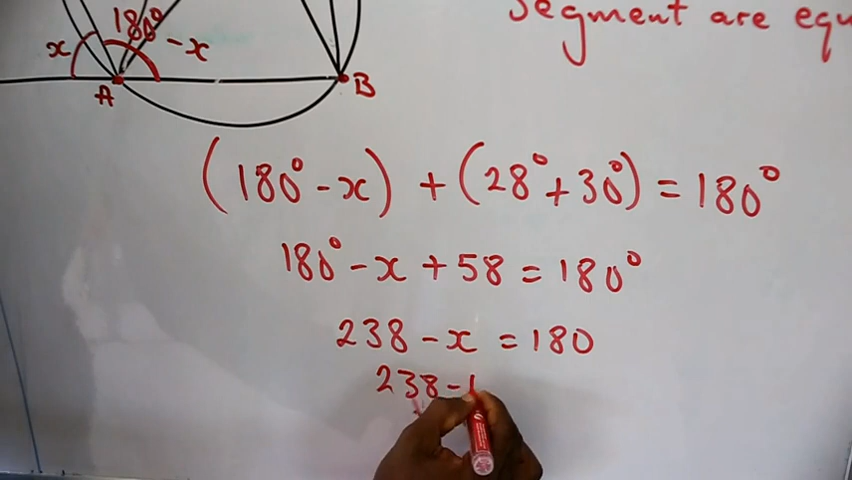 Segment are equ
180° - x
x
A
B
(180° - x) + (28° + 30°) = 180°
180° - x + 58 = 180°
238 - x = 180
238 -